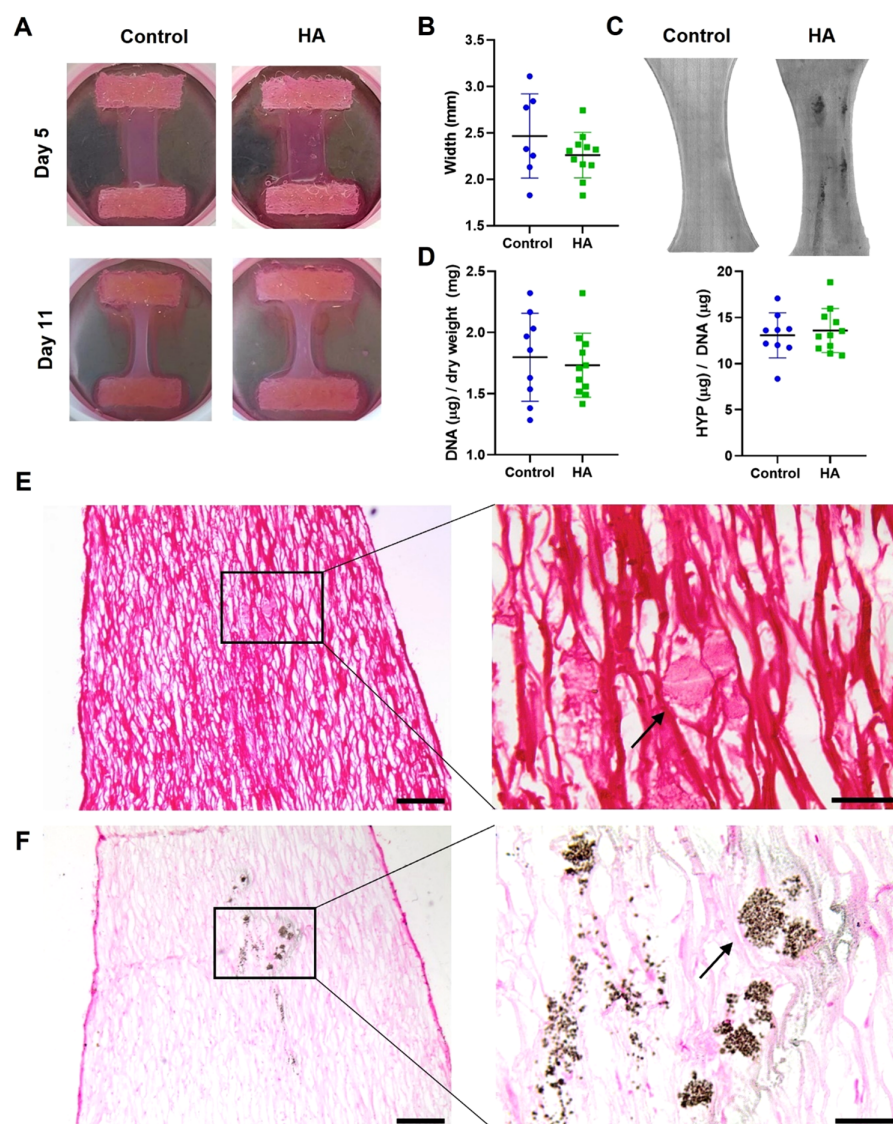 A
Control
HA
Day 5
Day 11
B
Width (mm)
3.5
3.0
2.5
2.0
1.5
Control
HA
C
Control
HA
D
DNA (µg) / dry weight (mg)
2.5
2.0
1.5
1.0
Control
HA
HYP (µg) / DNA (µg)
20
15
10
5
0
Control
HA
E
F